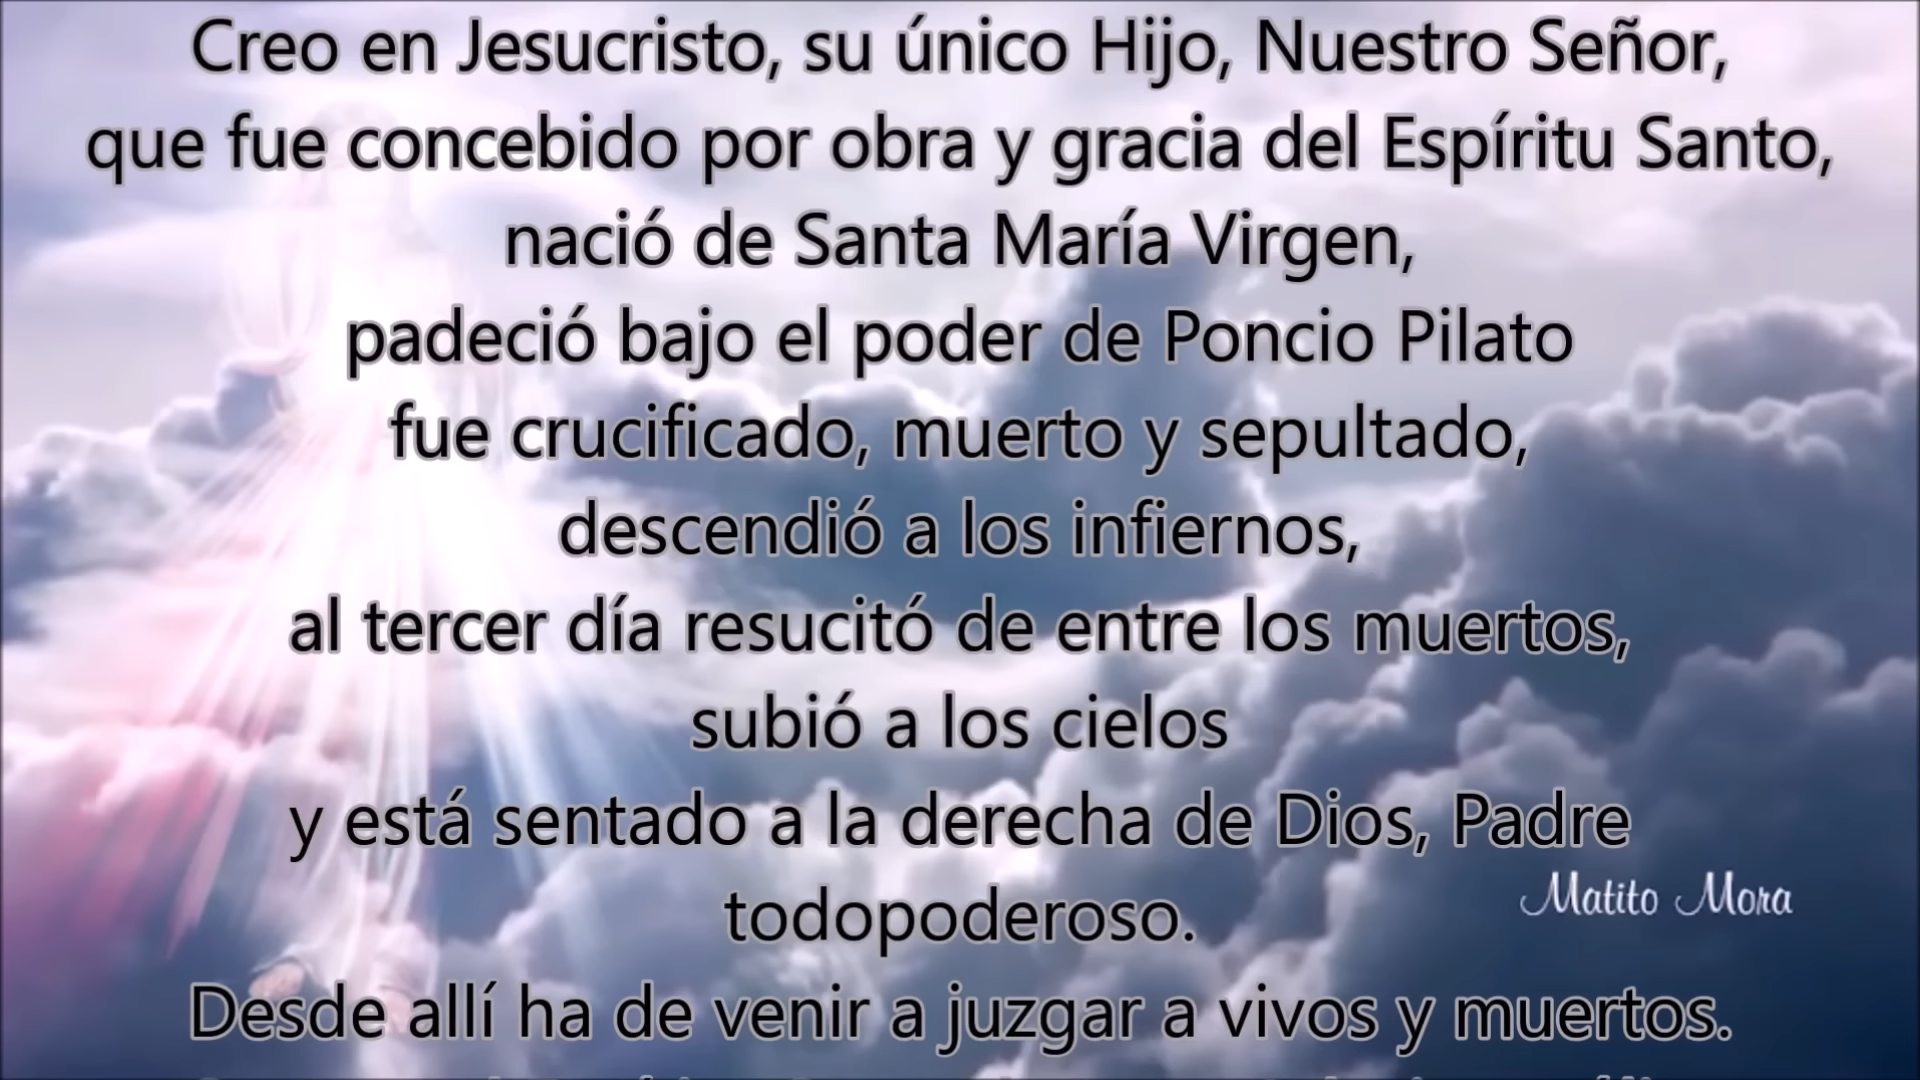 Creo en Jesucristo, su único Hijo, Nuestro Señor,
que fue concebido por obra y gracia del Espíritu Santo,
nació de Santa María Virgen,
padeció bajo el poder de Poncio Pilato
fue crucificado, muerto y sepultado,
descendió a los infiernos,
al tercer día resucitó de entre los muertos,
subió a los cielos
y está sentado a la derecha de Dios, Padre
todopoderoso.
Matito Mora
Desde allí ha de venir a juzgar a vivos y muertos.